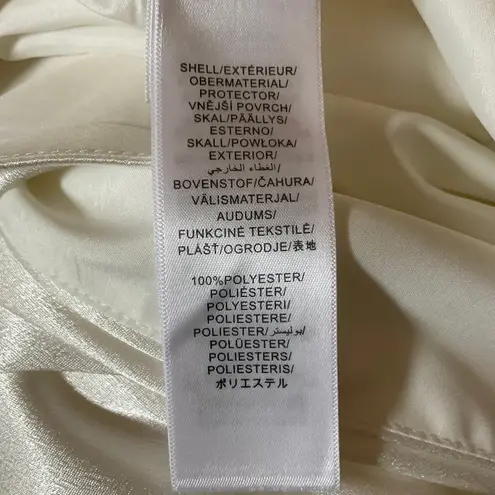 SHELL/EXTÉRIEUR/
OBERMATERIAL/
PROTECTOR/
VNĚJŠÍ POVRCH/
SKAL/PÄÄLLYS/
ESTERNO/
SKALL/POWŁOKA/
EXTERIOR/
الغطاء الخارجي/
BOVENSTOF/ČAHURA/
VÄLISMATERJAL/
AUDUMS/
FUNKCINĖ TEKSTILĖ/
PLÁŠŤ/OGRODJE/表地
100%POLYESTER/
POLIÉSTER/
POLYESTERI/
POLIESTERE/
POLIESTER/بوليستر/
POLÜESTER/
POLIESTERS/
POLIESTERIS/
ポリエステル